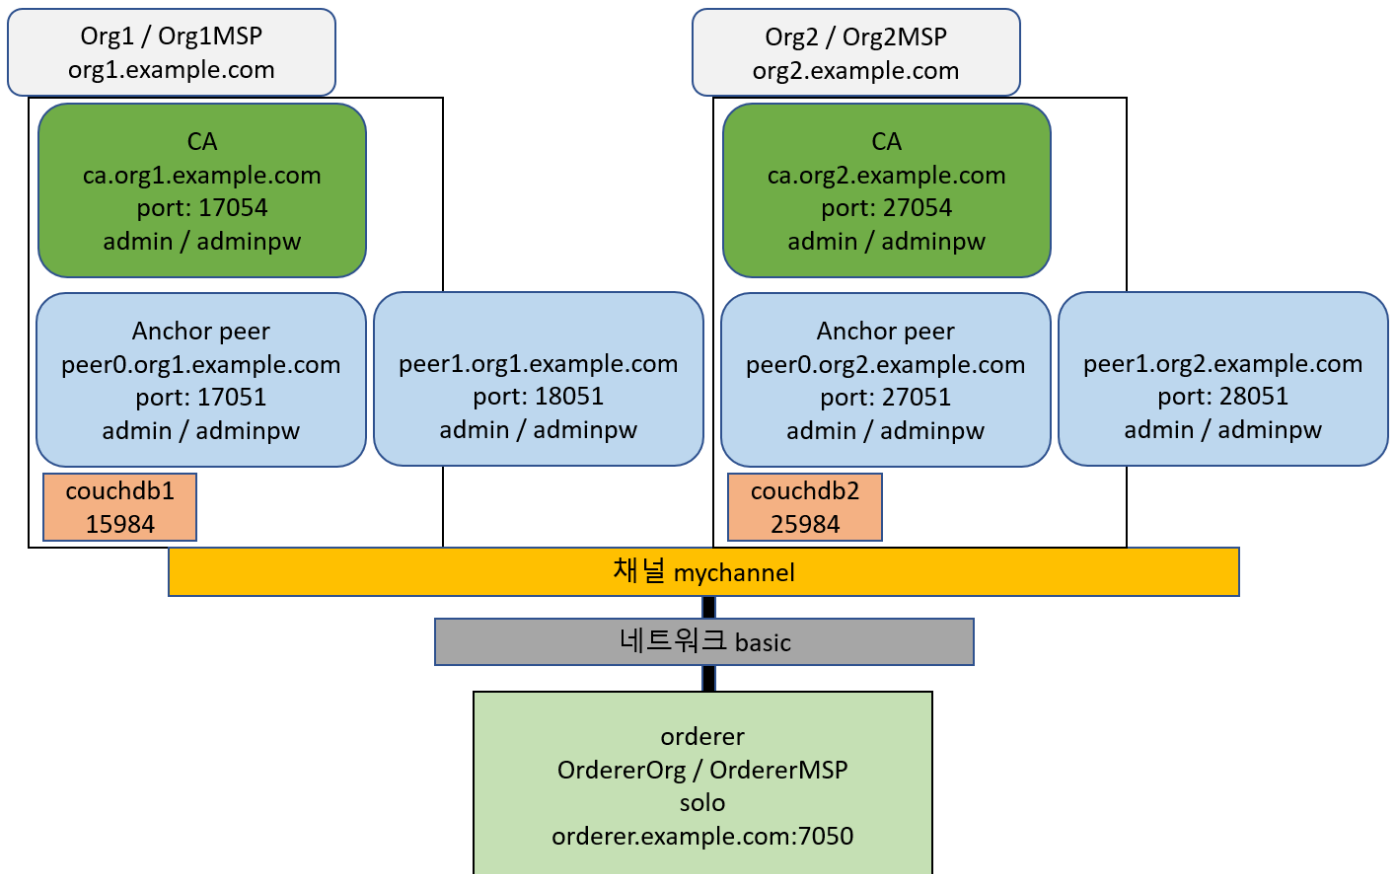 Org1 / Org1MSP
org1.example.com
CA
ca.org1.example.com
port: 17054
admin / adminpw
Anchor peer
peer0.org1.example.com
port: 17051
admin / adminpw
peer1.org1.example.com
port: 18051
admin / adminpw
couchdb1
15984
Org2 / Org2MSP
org2.example.com
CA
ca.org2.example.com
port: 27054
admin / adminpw
Anchor peer
peer0.org2.example.com
port: 27051
admin / adminpw
peer1.org2.example.com
port: 28051
admin / adminpw
couchdb2
25984
채널 mychannel
네트워크 basic
orderer
OrdererOrg / OrdererMSP
solo
orderer.example.com:7050